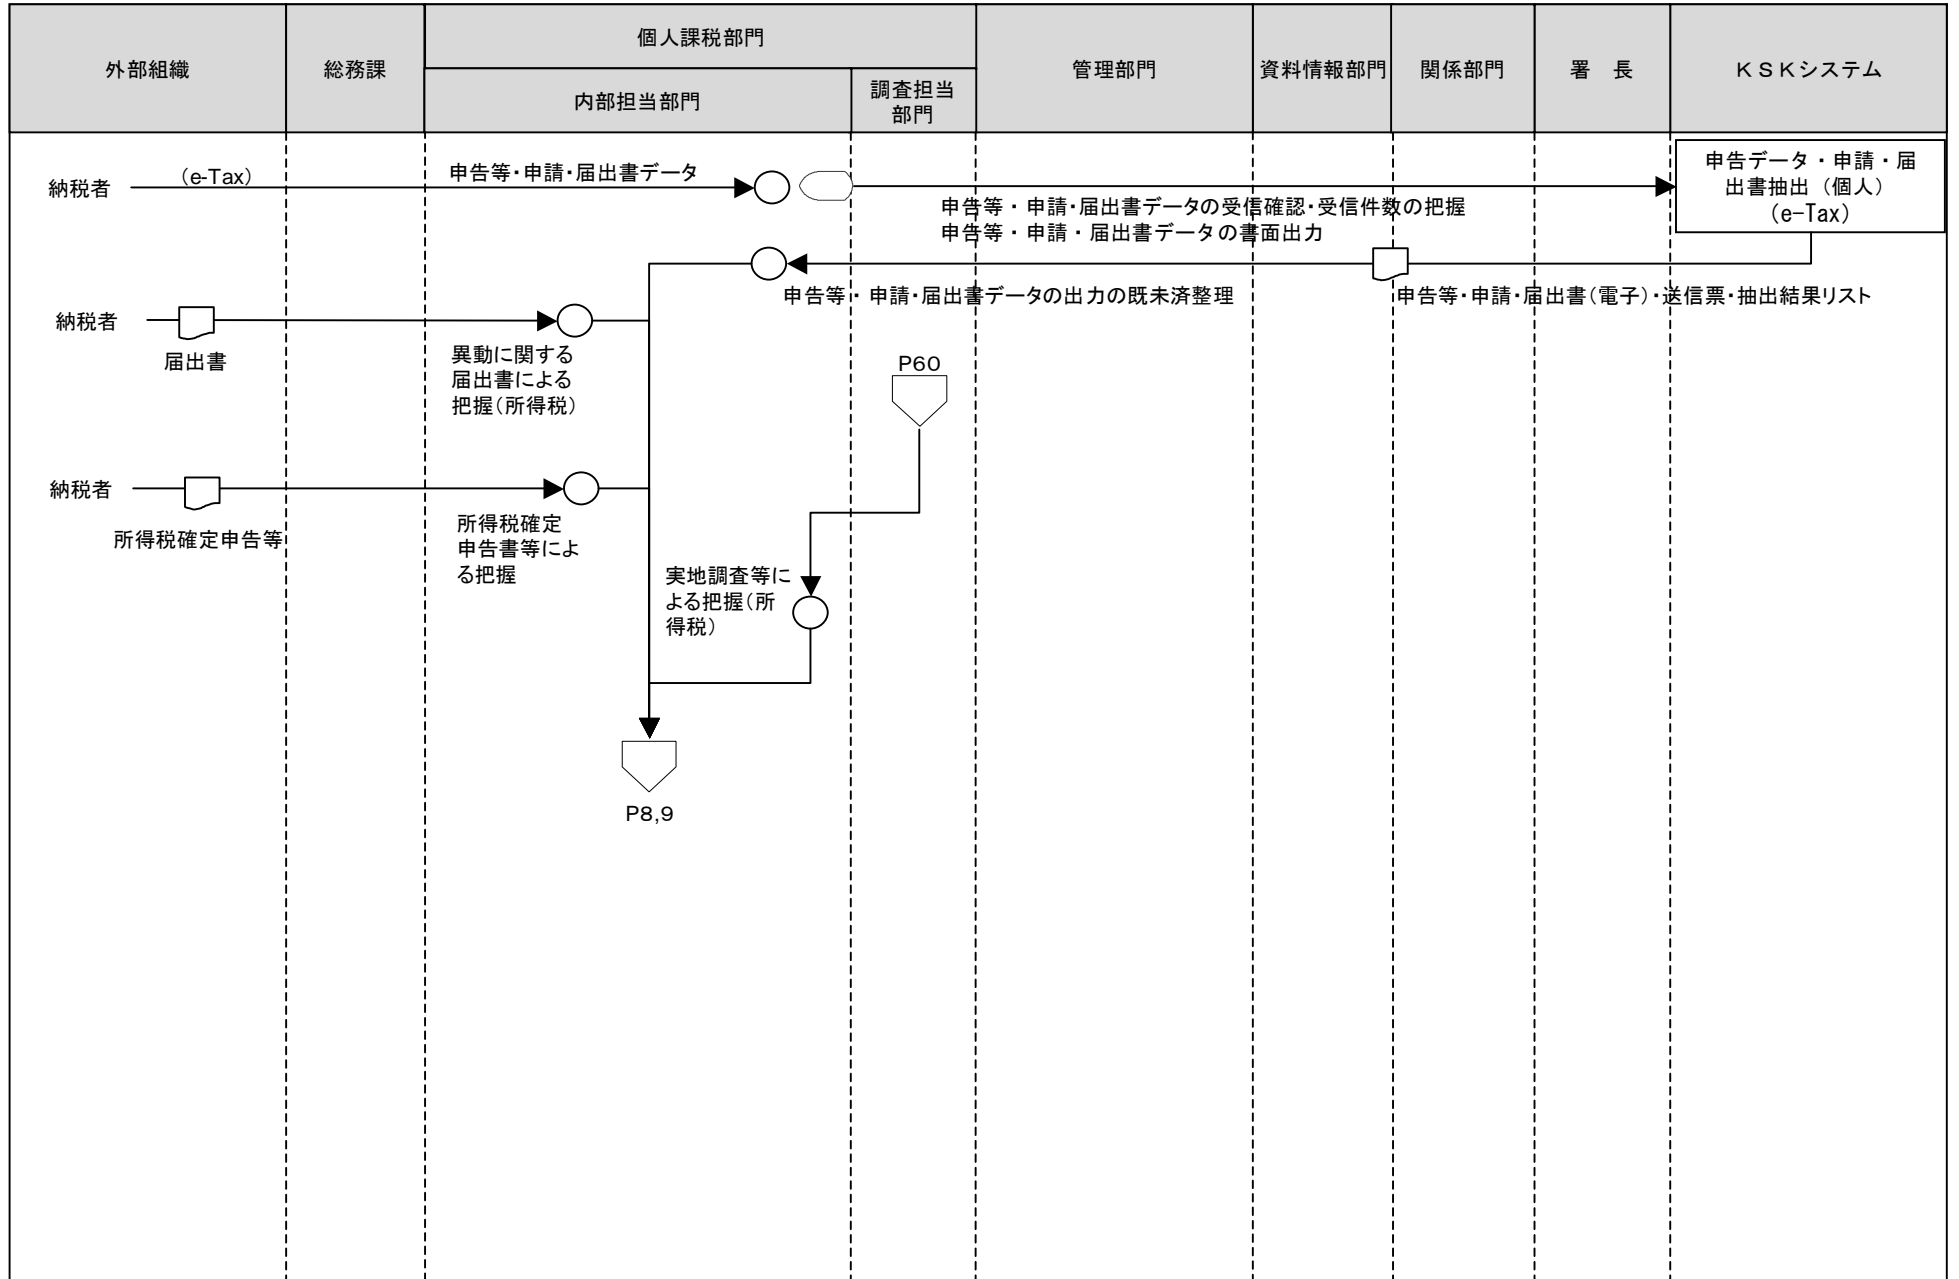 外部組織
総務課
個人課税部門
内部担当部門
調査担当
部門
管理部門
資料情報部門
関係部門
署　長
ＫＳＫシステム
納税者
（e-Tax）
申告等・申請・届出書データ
申告データ・申請・届
出書抽出（個人）
（e-Tax）
申告等・申請・届出書データの受信確認・受信件数の把握
申告等・申請・届出書データの書面出力
申告等・申請・届出書データの出力の既未済整理
申告等・申請・届出書（電子）・送信票・抽出結果リスト
納税者
届出書
異動に関する
届出書による
把握（所得税）
P60
納税者
所得税確定申告等
所得税確定
申告書等によ
る把握
実地調査等に
よる把握（所
得税）
P8,9